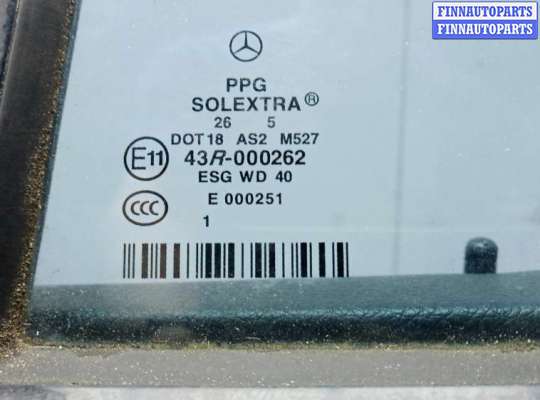 FINNAUTOPARTS
FINNAUTOPARTS
PPG
SOLEXTRA®
26 5
DOT18 AS2 M527
E11 43R-000262
ESG WD 40
CCC E 000251
1